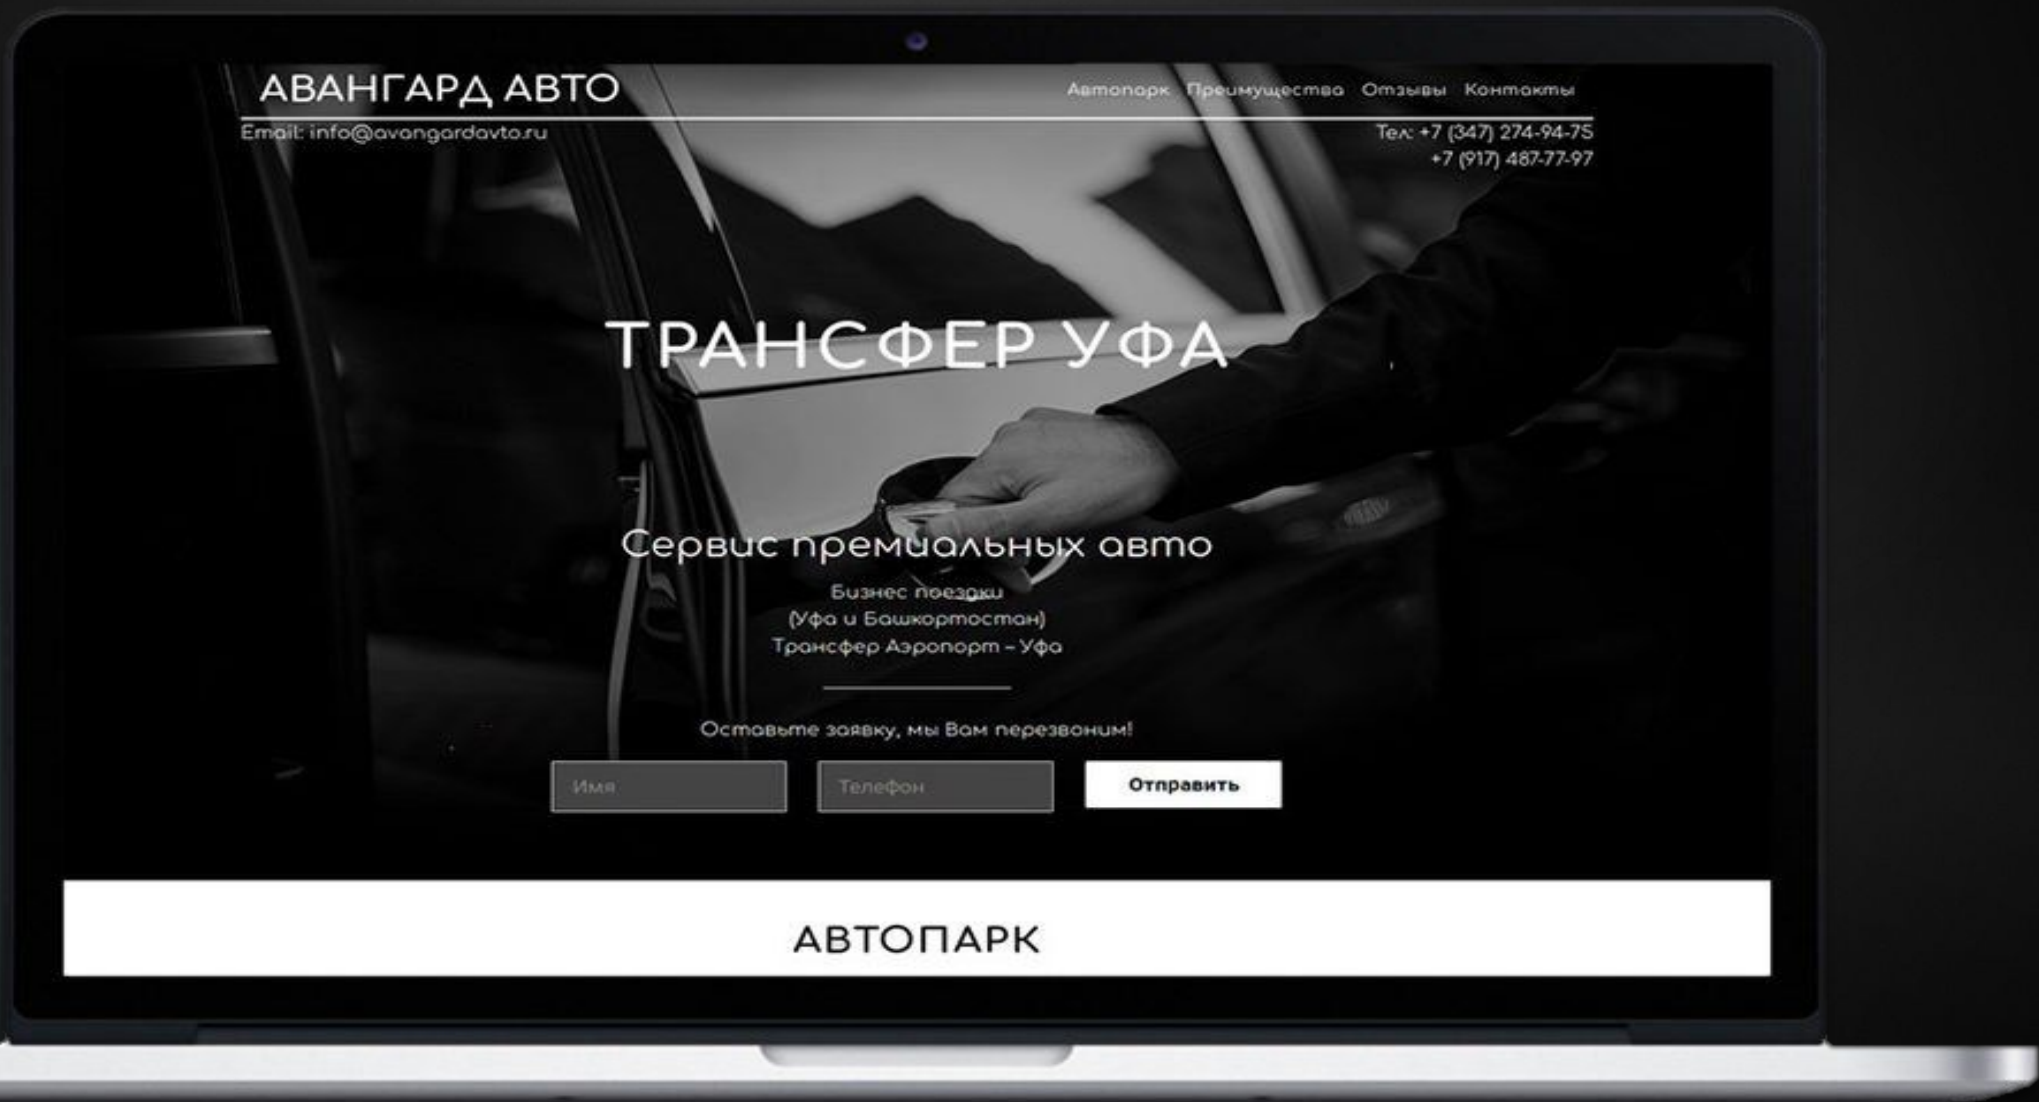 АВАНГАРД АВТО
Автопарк Преимущества Отзывы Контакты
Email: info@avangardavto.ru
Тел: +7 (347) 274-94-75
+7 (917) 487-77-97
ТРАНСФЕР УФА
Сервис премиальных авто
Бизнес поездки
(Уфа и Башкортостан)
Трансфер Аэропорт – Уфа
Оставьте заявку, мы Вам перезвоним!
Имя
Телефон
Отправить
АВТОПАРК